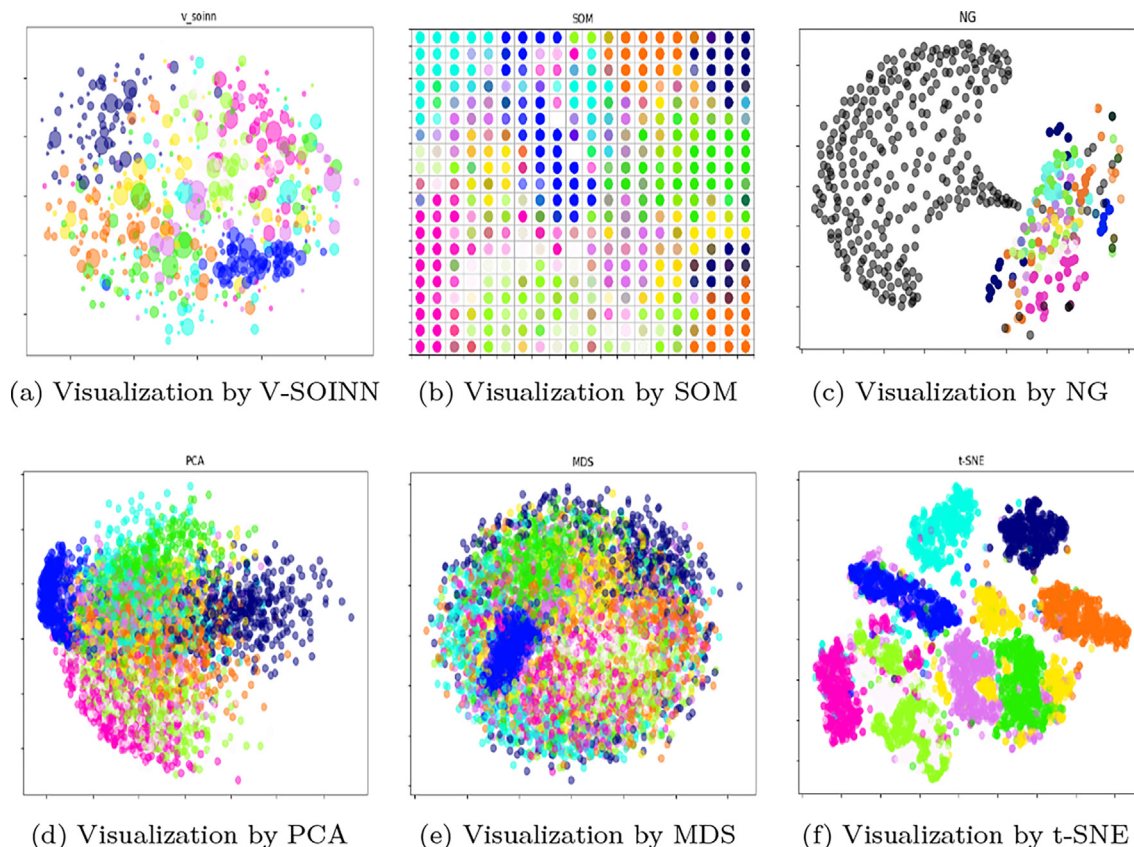 v_soinn
SOM
NG
(a) Visualization by V-SOINN
(b) Visualization by SOM
(c) Visualization by NG
PCA
MDS
t-SNE
(d) Visualization by PCA
(e) Visualization by MDS
(f) Visualization by t-SNE